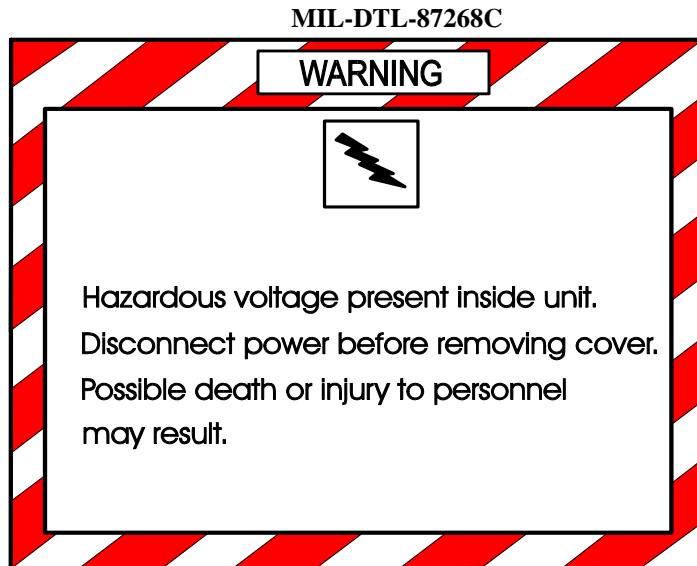 MIL-DTL-87268C
WARNING
Hazardous voltage present inside unit.
Disconnect power before removing cover.
Possible death or injury to personnel
may result.